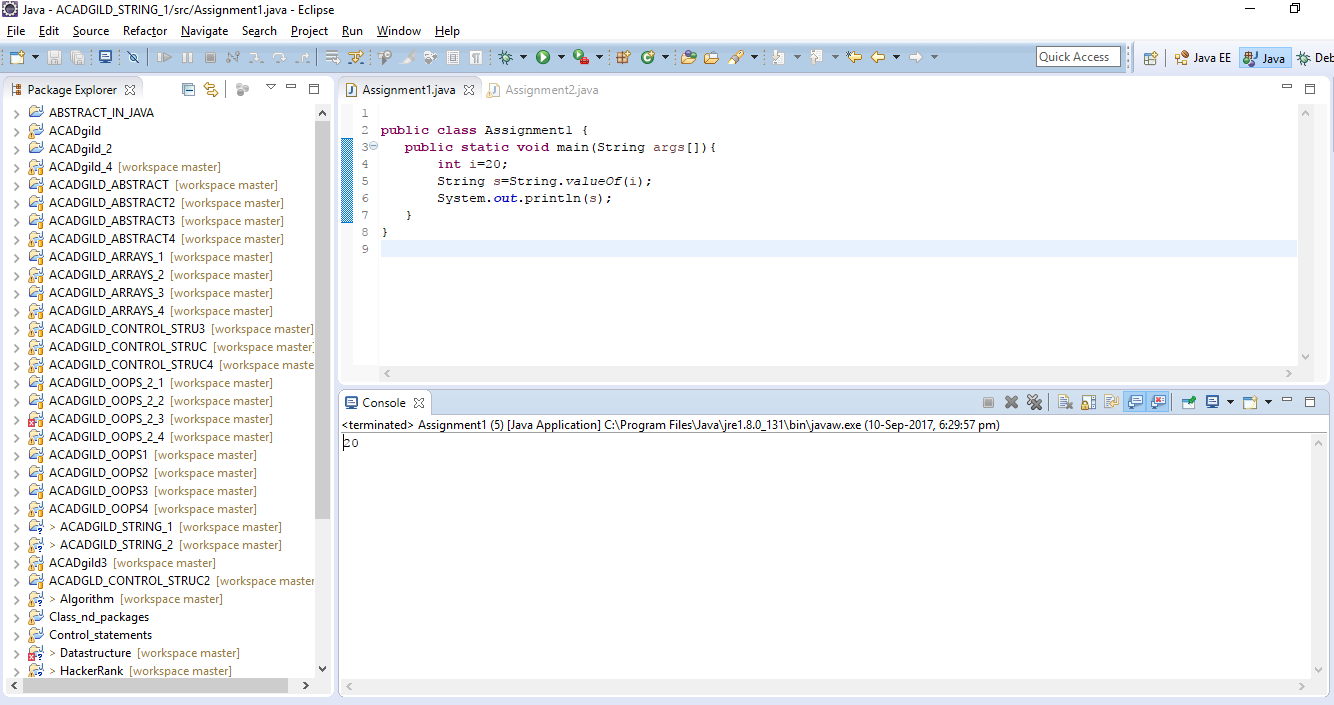 Java - ACADGILD_STRING_1/src/Assignment1.java - Eclipse
File Edit Source Refactor Navigate Search Project Run Window Help
Quick Access Java EE Java Deb
Package Explorer
ABSTRACT_IN_JAVA
ACADgild
ACADgild_2
ACADgild_4 [workspace master]
ACADGILD_ABSTRACT [workspace master]
ACADGILD_ABSTRACT2 [workspace master]
ACADGILD_ABSTRACT3 [workspace master]
ACADGILD_ABSTRACT4 [workspace master]
ACADGILD_ARRAYS_1 [workspace master]
ACADGILD_ARRAYS_2 [workspace master]
ACADGILD_ARRAYS_3 [workspace master]
ACADGILD_ARRAYS_4 [workspace master]
ACADGILD_CONTROL_STRU3 [workspace master]
ACADGILD_CONTROL_STRUC [workspace master]
ACADGILD_CONTROL_STRUC4 [workspace maste
ACADGILD_OOPS_2_1 [workspace master]
ACADGILD_OOPS_2_2 [workspace master]
ACADGILD_OOPS_2_3 [workspace master]
ACADGILD_OOPS_2_4 [workspace master]
ACADGILD_OOPS1 [workspace master]
ACADGILD_OOPS2 [workspace master]
ACADGILD_OOPS3 [workspace master]
ACADGILD_OOPS4 [workspace master]
> ACADGILD_STRING_1 [workspace master]
> ACADGILD_STRING_2 [workspace master]
ACADgild3 [workspace master]
ACADGLD_CONTROL_STRUC2 [workspace master
> Algorithm [workspace master]
Class_nd_packages
Control_statements
> Datastructure [workspace master]
> HackerRank [workspace master]
Assignment1.java Assignment2.java
1
2 public class Assignment1 {
3 public static void main(String args[]){
4 int i=20;
5 String s=String.valueOf(i);
6 System.out.println(s);
7 }
8 }
9
Console
<terminated> Assignment1 (5) [Java Application] C:\Program Files\Java\jre1.8.0_131\bin\javaw.exe (10-Sep-2017, 6:29:57 pm)
20